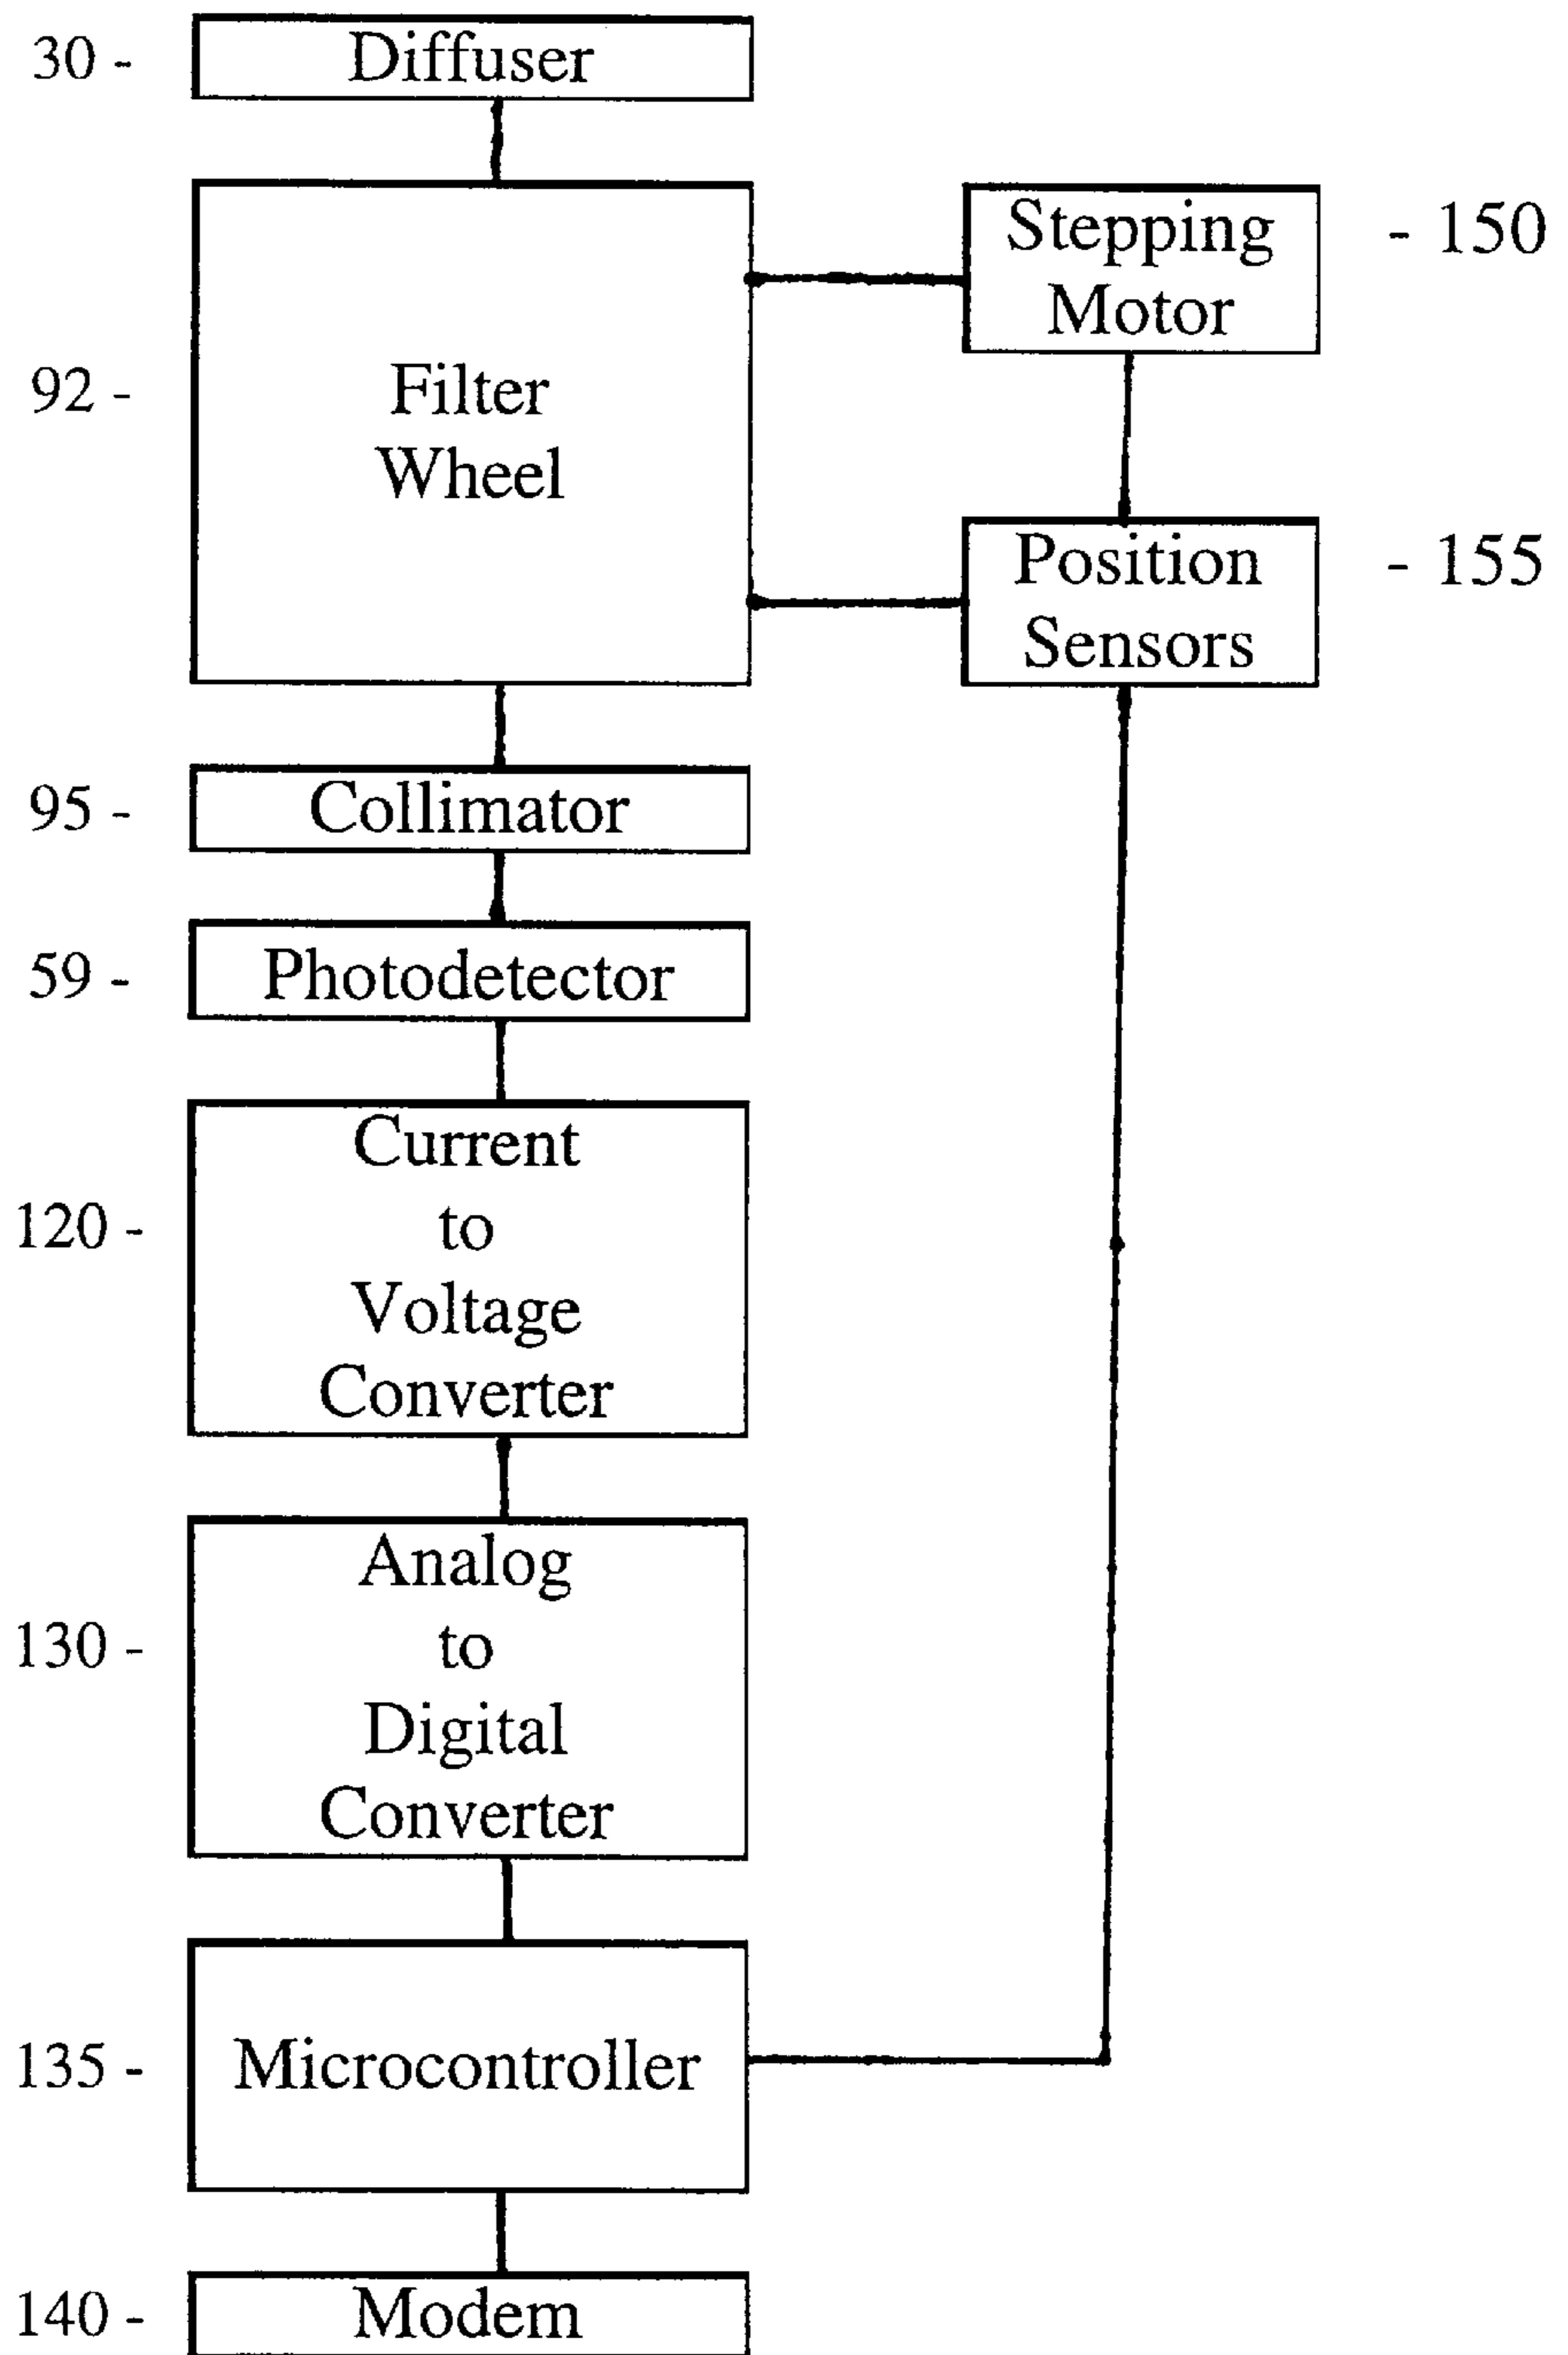 30 - Diffuser
Stepping - 150
Motor
92 - Filter
Wheel
Position - 155
Sensors
95 - Collimator
59 - Photodetector
Current
120 - to
Voltage
Converter
Analog
130 - to
Digital
Converter
135 - Microcontroller
140 - Modem